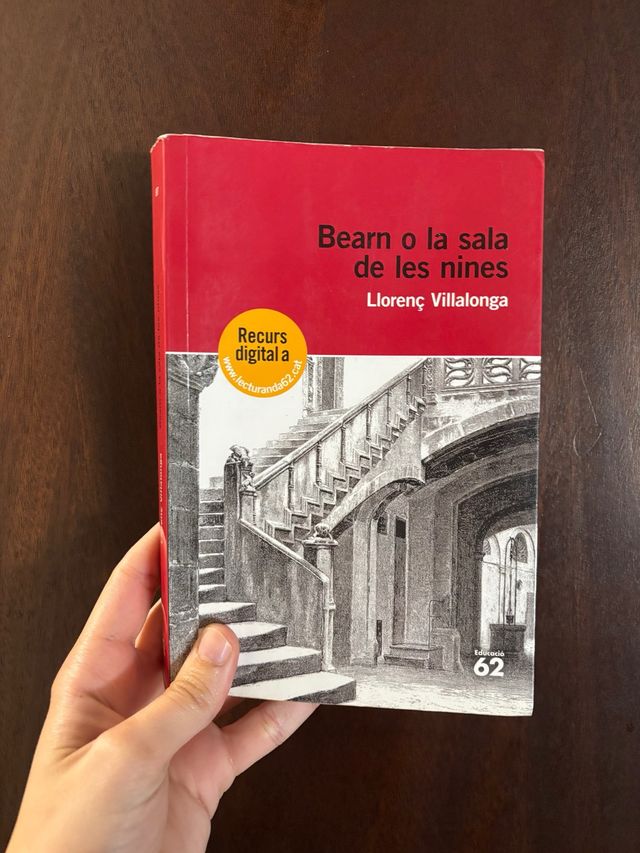 Bearn o la sala
de les nines
Llorenç Villalonga
Recurs
digital a
www.lecturanda62.cat
Educació
62